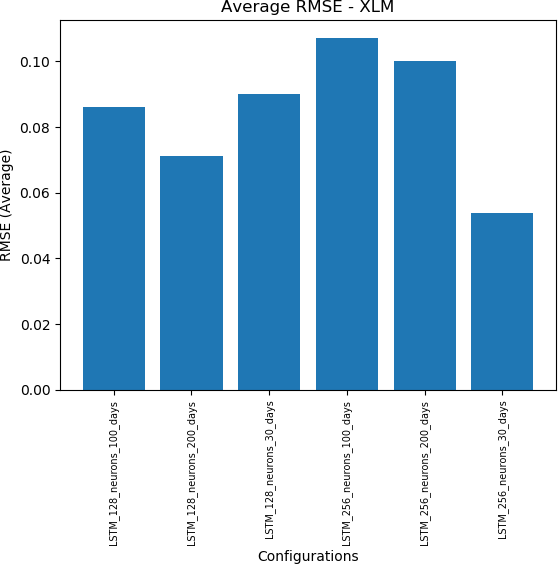 Average RMSE - XLM
RMSE (Average)
0.10
0.08
0.06
0.04
0.02
0.00
LSTM_128_neurons_100_days
LSTM_128_neurons_200_days
LSTM_128_neurons_30_days
LSTM_256_neurons_100_days
LSTM_256_neurons_200_days
LSTM_256_neurons_30_days
Configurations